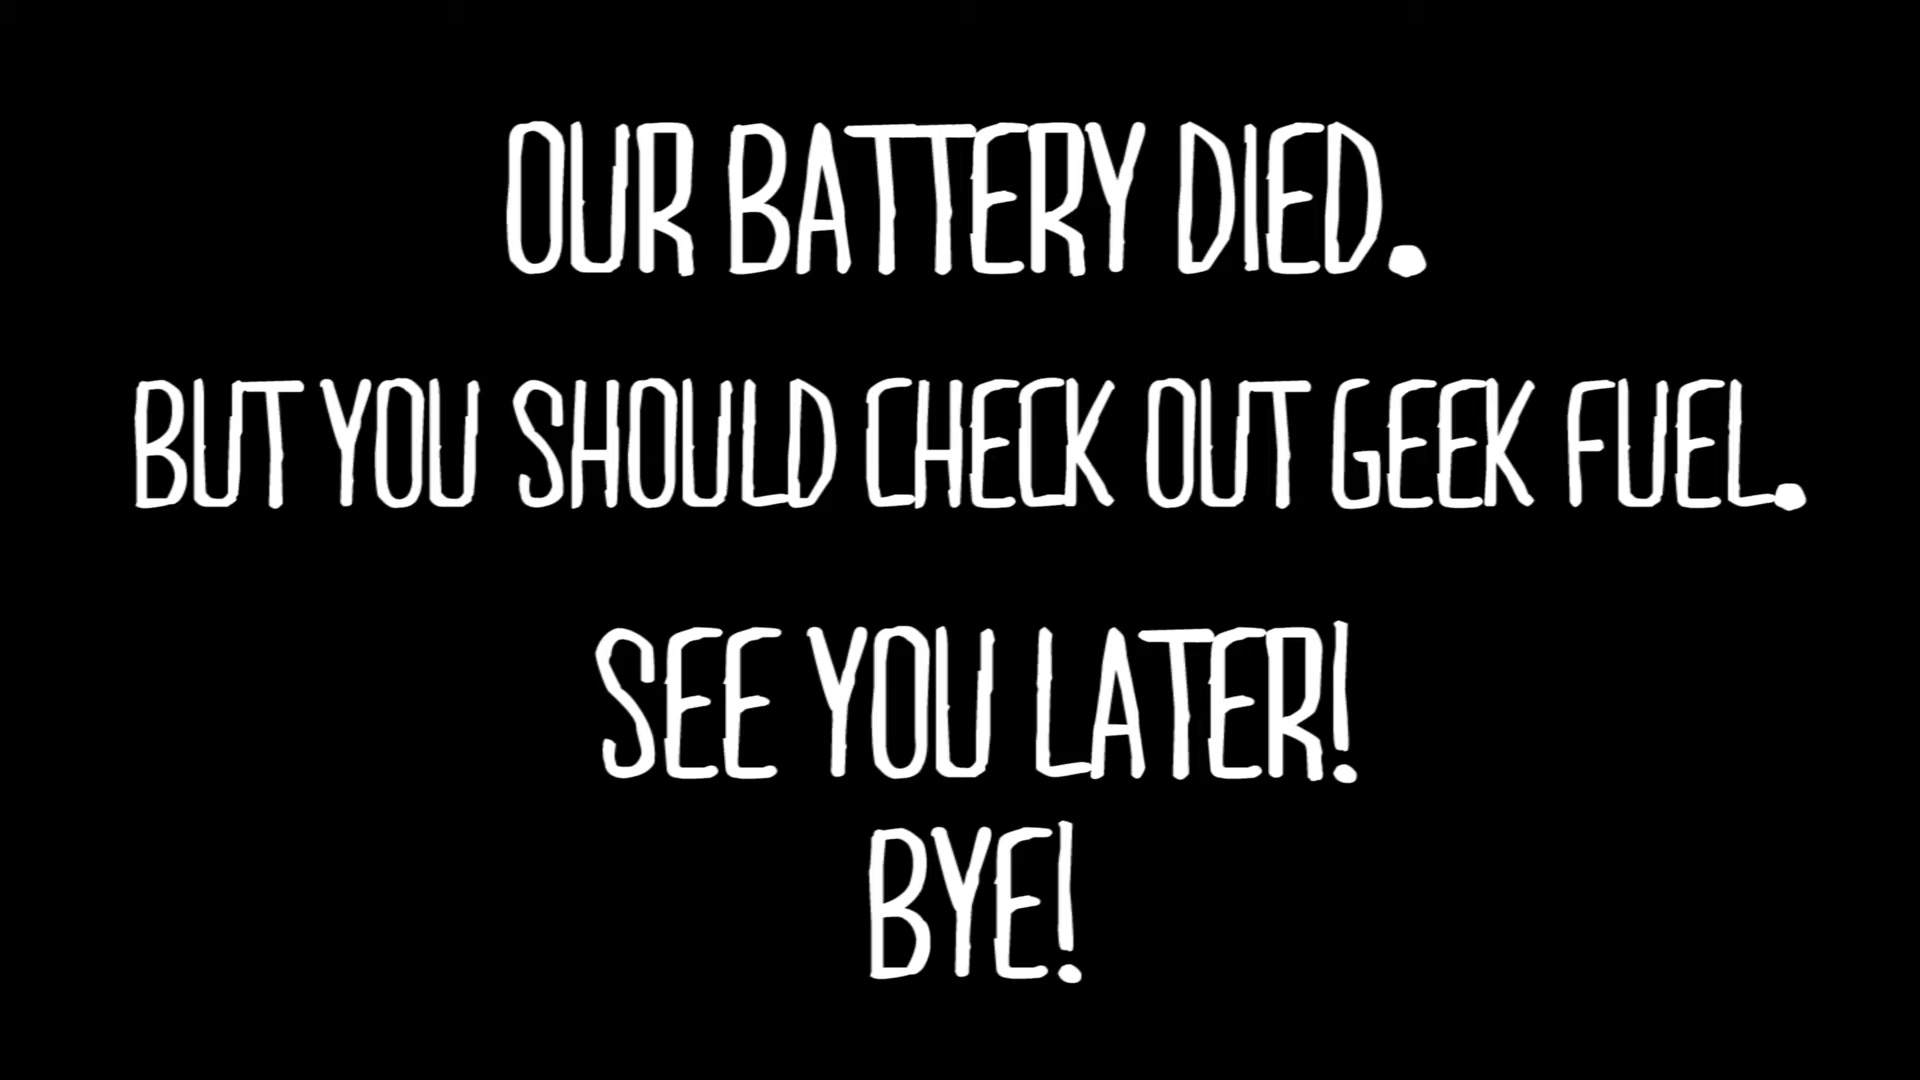 OUR BATTERY DIED.
BUT YOU SHOULD CHECK OUT GEEK FUEL.
SEE YOU LATER!
BYE!